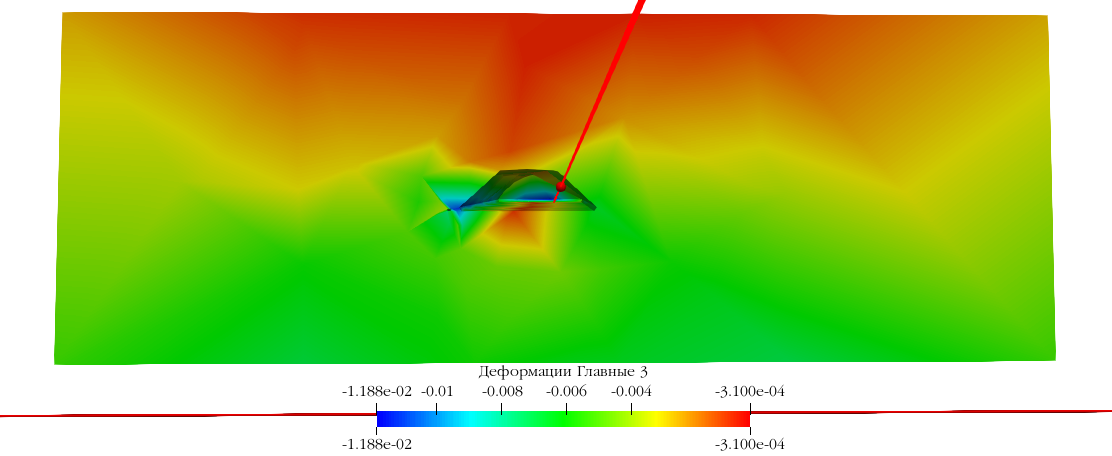 Деформации Главные 3
-1.188e-02 -0.01 -0.008 -0.006 -0.004 -3.100e-04
-1.188e-02 -3.100e-04